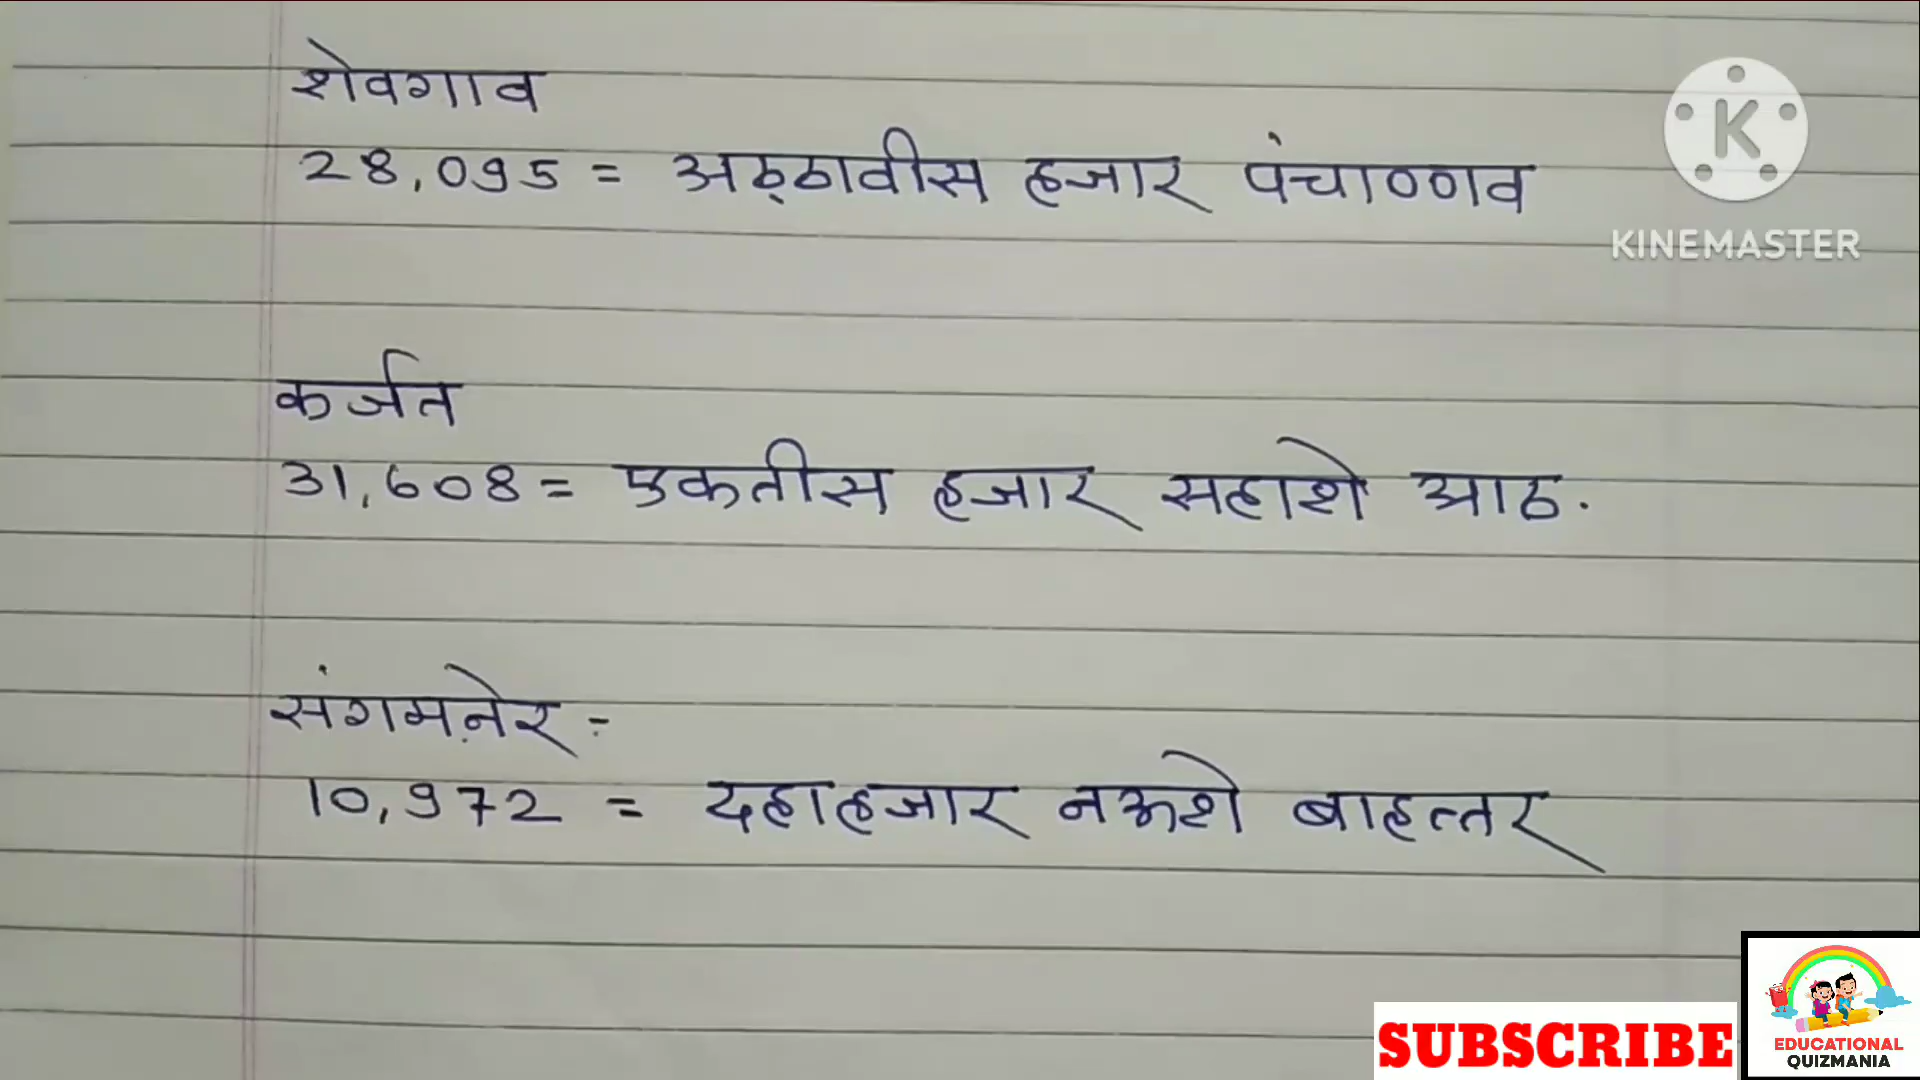 शेवगाव
28,095 = अठ्ठावीस हजार पंचाण्णव
KINEMASTER
कर्जत
31,608 = एकतीस हजार सहाशे आठ.
संगमनेर :-
10,972 = दहाहजार नऊशे बाहत्तर
SUBSCRIBE
EDUCATIONAL
QUIZMANIA